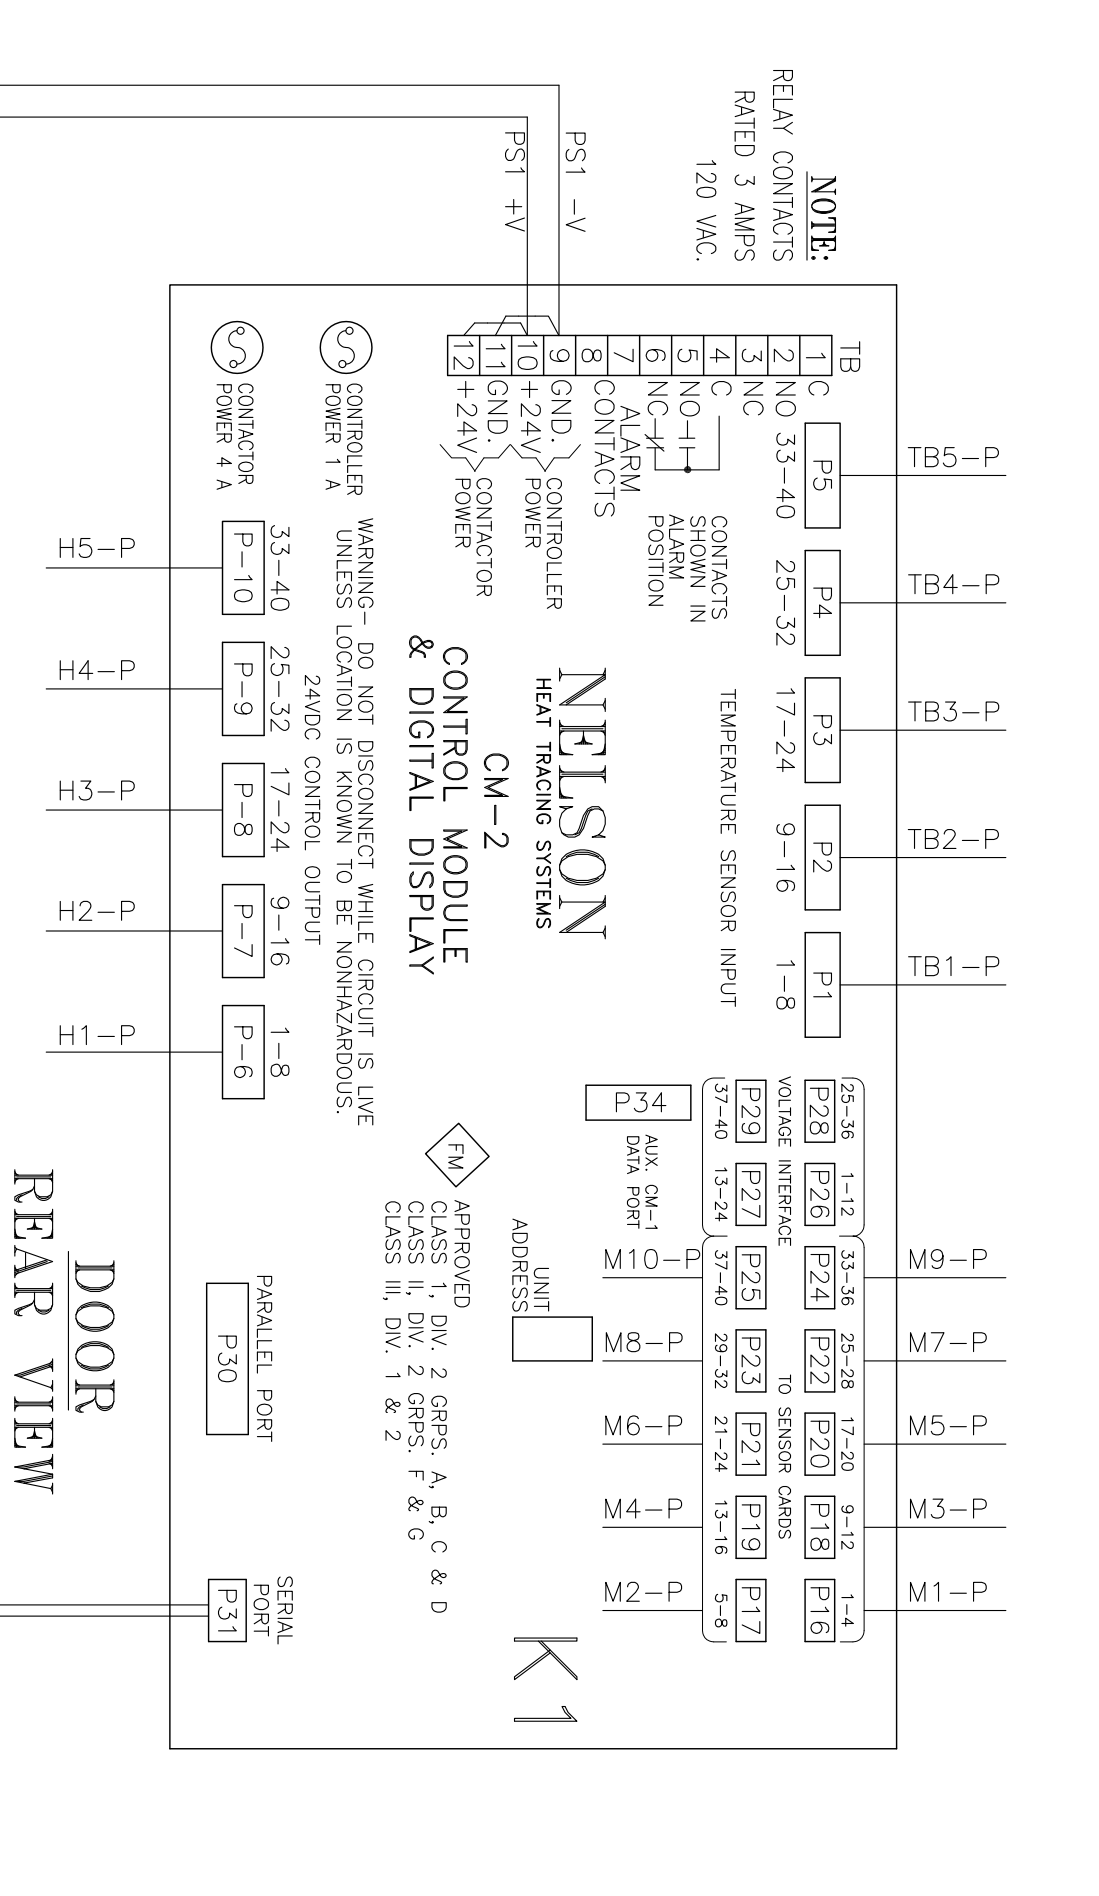 NOTE:
RELAY CONTACTS
RATED 3 AMPS
120 VAC.
PS1 -V
PS1 +V
TB
1 C
2 NO
3 NC
4 C
5 NO
6 NC
7
8
9 GND.
10 +24V
11 GND.
12 +24V
ALARM
CONTACTS
CONTACTS
SHOWN IN
ALARM
POSITION
CONTROLLER
POWER
CONTACTOR
POWER
CONTROLLER
POWER 1 A
CONTACTOR
POWER 4 A
TB5-P
TB4-P
TB3-P
TB2-P
TB1-P
P5
P4
P3
P2
P1
33-40
25-32
17-24
9-16
1-8
TEMPERATURE SENSOR INPUT
NELSON
HEAT TRACING SYSTEMS
CM-2
CONTROL MODULE
& DIGITAL DISPLAY
WARNING- DO NOT DISCONNECT WHILE CIRCUIT IS LIVE
UNLESS LOCATION IS KNOWN TO BE NONHAZARDOUS.
24VDC CONTROL OUTPUT
33-40
25-32
17-24
9-16
1-8
P-10
P-9
P-8
P-7
P-6
H5-P
H4-P
H3-P
H2-P
H1-P
M9-P
M7-P
M5-P
M3-P
M1-P
25-36
1-12
33-36
25-28
17-20
9-12
1-4
P28
P26
P24
P22
P20
P18
P16
VOLTAGE INTERFACE
TO SENSOR CARDS
P29
P27
P25
P23
P21
P19
P17
37-40
13-24
37-40
29-32
21-24
13-16
5-8
M10-P
M8-P
M6-P
M4-P
M2-P
P34
AUX. CM-1
DATA PORT
UNIT
ADDRESS
FM
APPROVED
CLASS 1, DIV. 2 GRPS. A, B, C & D
CLASS II, DIV. 2 GRPS. F & G
CLASS III, DIV. 1 & 2
K1
PARALLEL PORT
P30
SERIAL
PORT
P31
DOOR
REAR VIEW